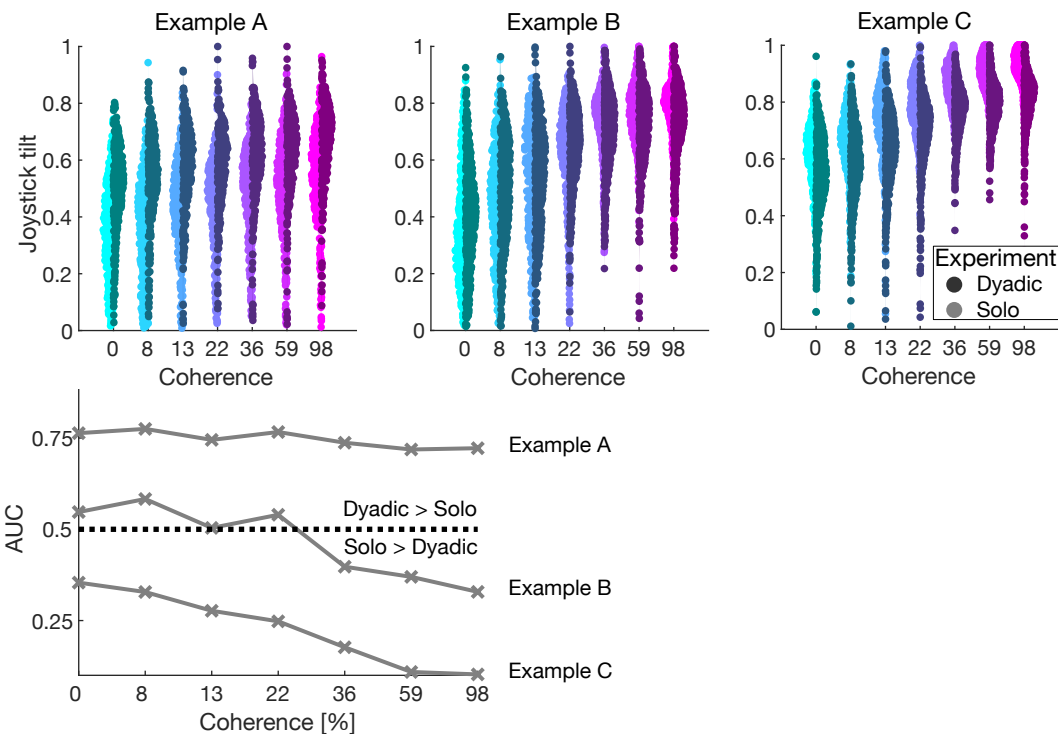 Example A
Example B
Example C
Joystick tilt
1
0.8
0.6
0.4
0.2
0
0 8 13 22 36 59 98
Coherence
1
0.8
0.6
0.4
0.2
0
0 8 13 22 36 59 98
Coherence
1
0.8
0.6
0.4
0.2
0
0 8 13 22 36 59 98
Coherence
Experiment
Dyadic
Solo
AUC
0.75
0.5
0.25
Example A
Dyadic > Solo
Solo > Dyadic
Example B
Example C
0 8 13 22 36 59 98
Coherence [%]